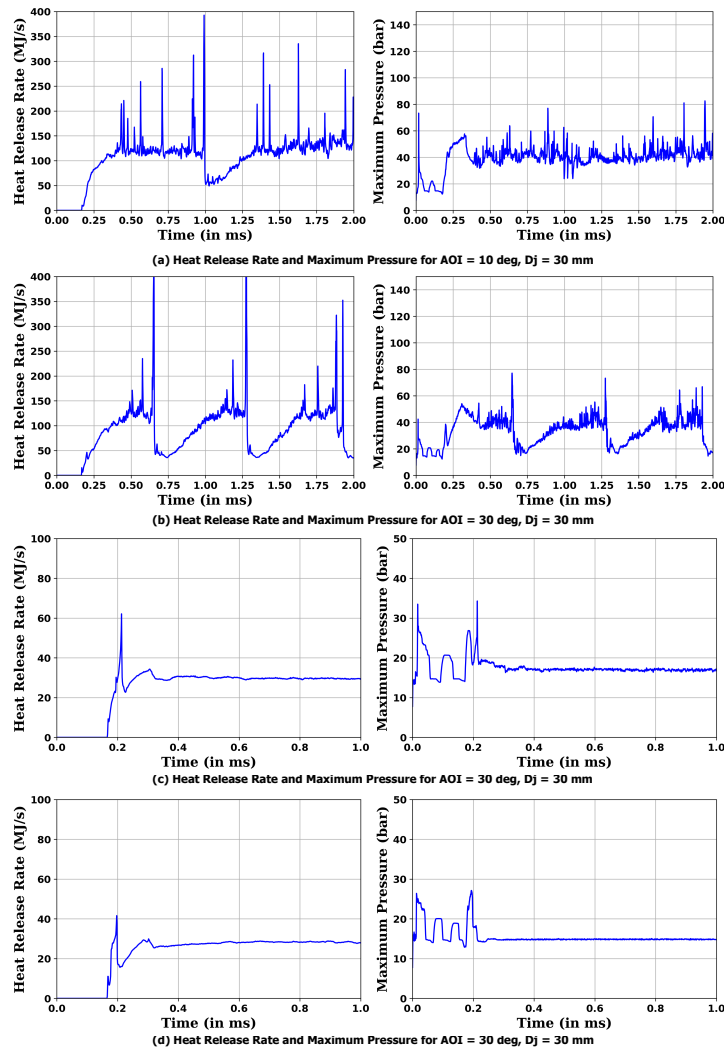 Heat Release Rate (MJ/s)
400
350
300
250
200
150
100
50
0
0.00 0.25 0.50 0.75 1.00 1.25 1.50 1.75 2.00
Time (in ms)
Maximum Pressure (bar)
140
120
100
80
60
40
20
0
0.00 0.25 0.50 0.75 1.00 1.25 1.50 1.75 2.00
Time (in ms)
(a) Heat Release Rate and Maximum Pressure for AOI = 10 deg, Dj = 30 mm
Heat Release Rate (MJ/s)
400
350
300
250
200
150
100
50
0
0.00 0.25 0.50 0.75 1.00 1.25 1.50 1.75 2.00
Time (in ms)
Maximum Pressure (bar)
140
120
100
80
60
40
20
0
0.00 0.25 0.50 0.75 1.00 1.25 1.50 1.75 2.00
Time (in ms)
(b) Heat Release Rate and Maximum Pressure for AOI = 30 deg, Dj = 30 mm
Heat Release Rate (MJ/s)
100
80
60
40
20
0
0.0 0.2 0.4 0.6 0.8 1.0
Time (in ms)
Maximum Pressure (bar)
50
40
30
20
10
0
0.0 0.2 0.4 0.6 0.8 1.0
Time (in ms)
(c) Heat Release Rate and Maximum Pressure for AOI = 30 deg, Dj = 30 mm
Heat Release Rate (MJ/s)
100
80
60
40
20
0
0.0 0.2 0.4 0.6 0.8 1.0
Time (in ms)
Maximum Pressure (bar)
50
40
30
20
10
0
0.0 0.2 0.4 0.6 0.8 1.0
Time (in ms)
(d) Heat Release Rate and Maximum Pressure for AOI = 30 deg, Dj = 30 mm